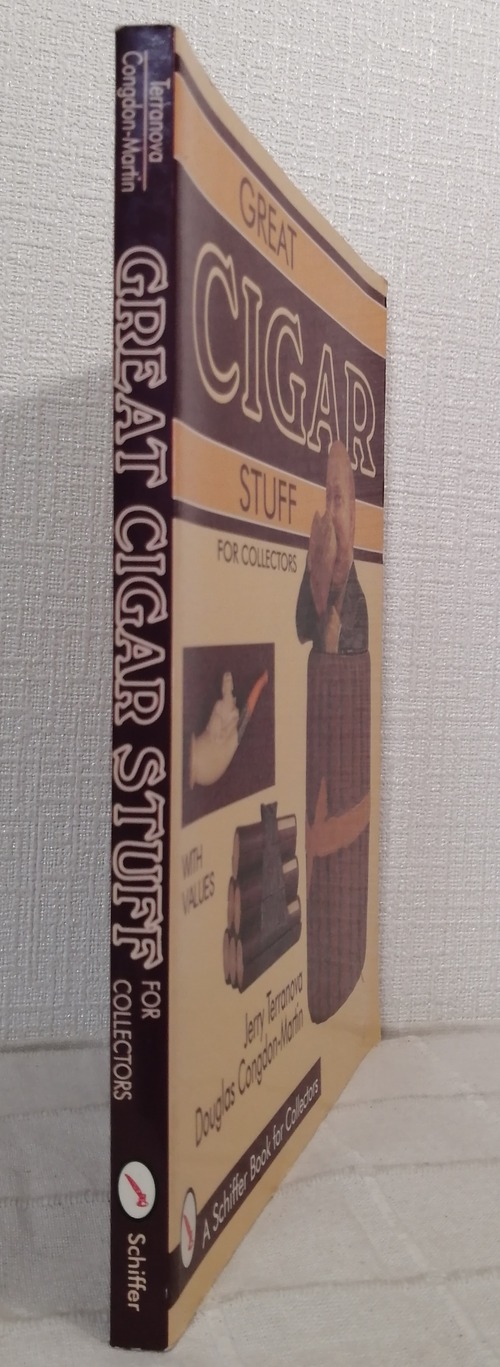 Terranova
Congdon-Martin
GREAT CIGAR STUFF
FOR
COLLECTORS
Schiffer
GREAT
CIGAR
STUFF
FOR COLLECTORS
WITH
VALUES
Jerry Terranova
Douglas Congdon-Martin
A Schiffer Book for Collectors